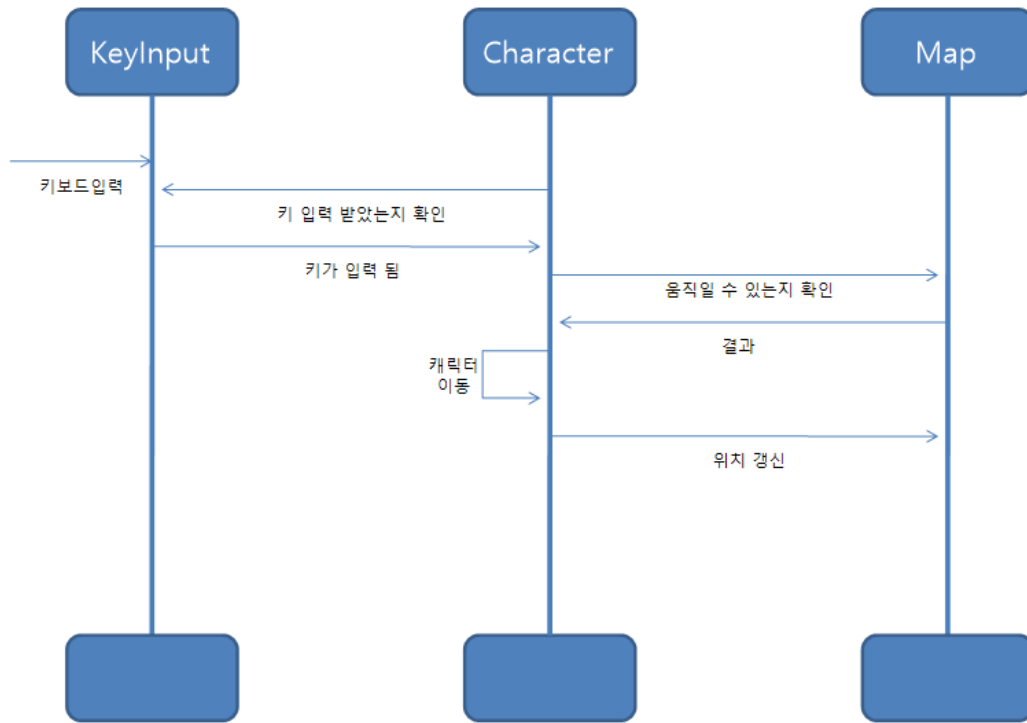 KeyInput
Character
Map
키보드입력
키 입력 받았는지 확인
키가 입력 됨
움직일 수 있는지 확인
결과
캐릭터
이동
위치 갱신